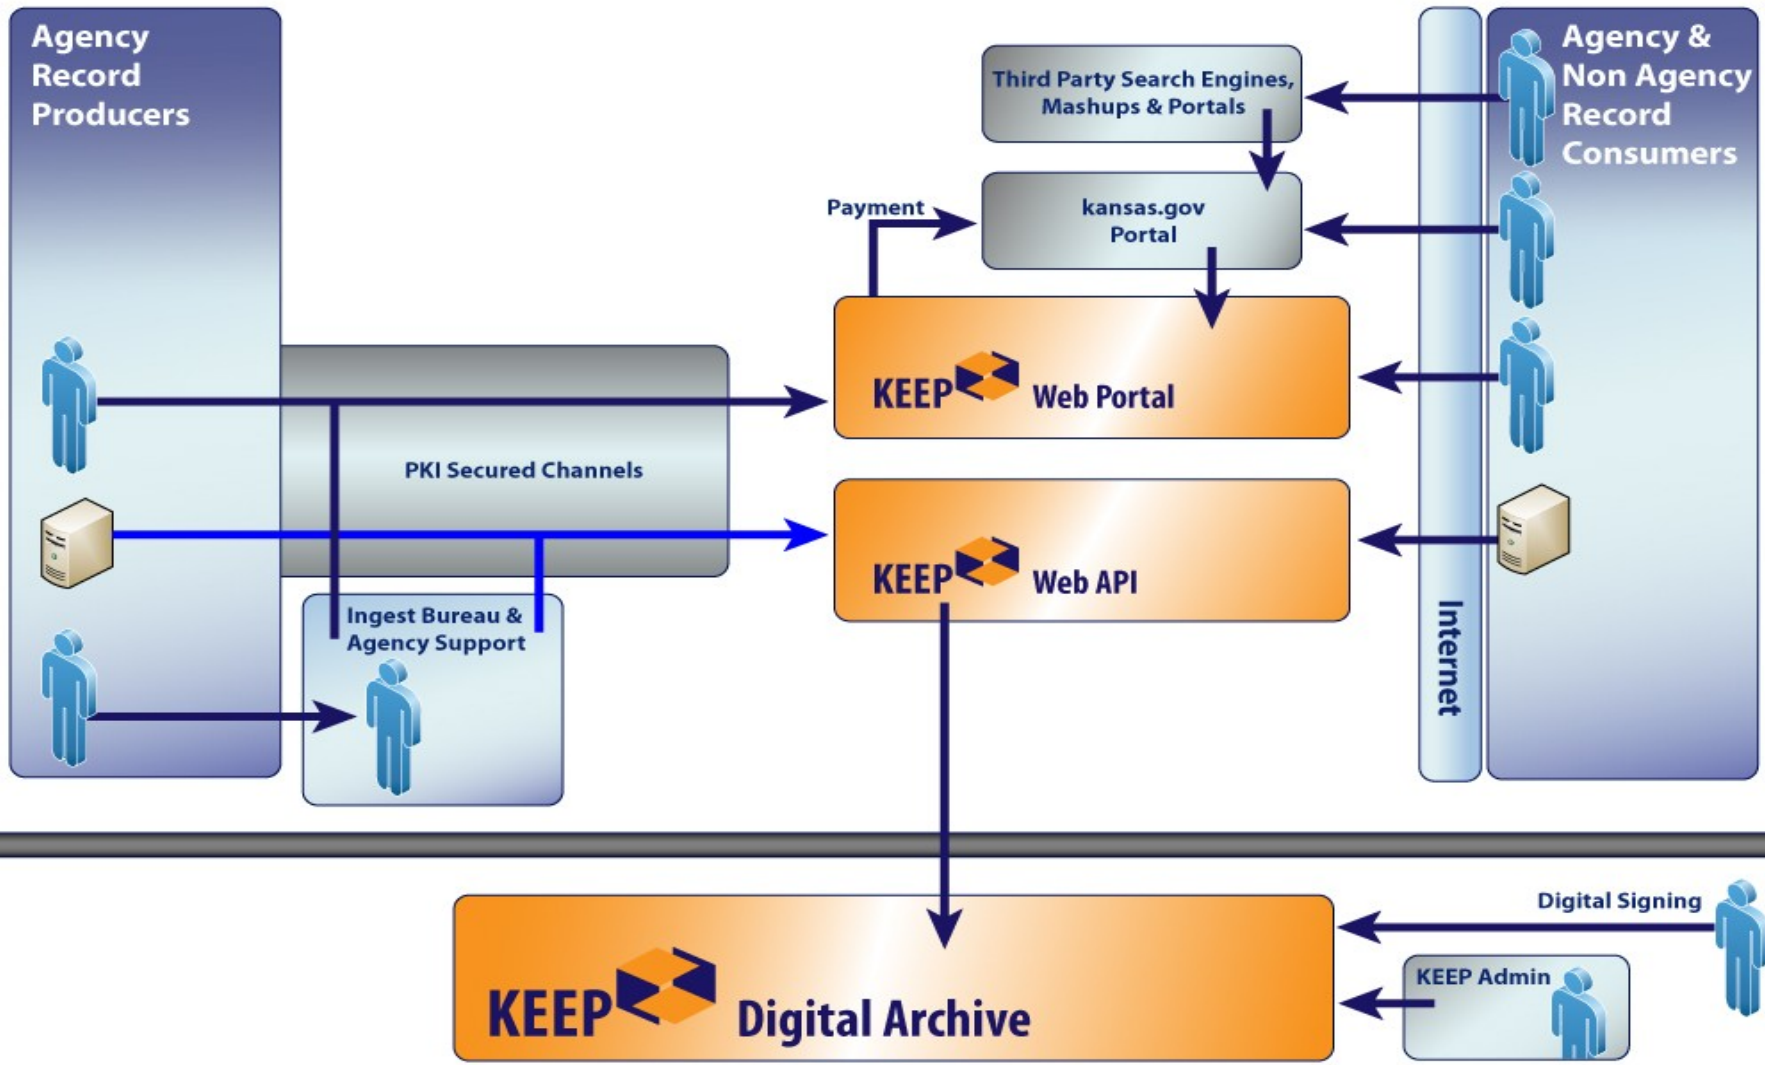 Agency
Record
Producers
Third Party Search Engines,
Mashups & Portals
Agency &
Non Agency
Record
Consumers
Payment
kansas.gov
Portal
KEEP Web Portal
PKI Secured Channels
KEEP Web API
Ingest Bureau &
Agency Support
Internet
Digital Signing
KEEP Admin
KEEP Digital Archive